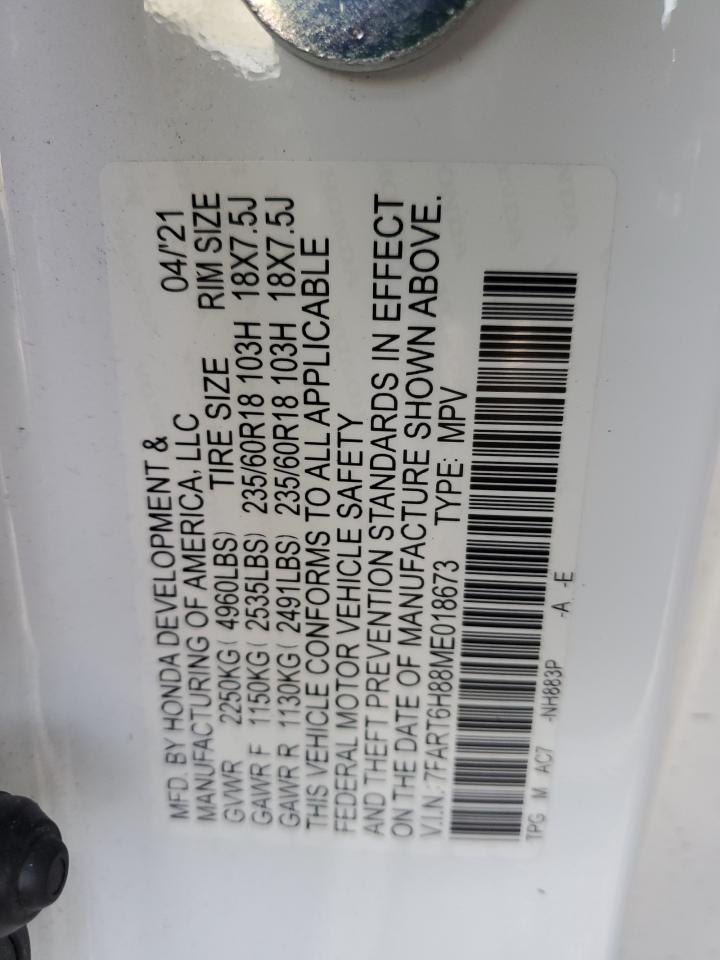 MFD. BY HONDA DEVELOPMENT & 04/'21
MANUFACTURING OF AMERICA, LLC RIM SIZE
GVWR 2250KG( 4960LBS) TIRE SIZE
GAWR F 1150KG( 2535LBS) 235/60R18 103H 18X7.5J
GAWR R 1130KG( 2491LBS) 235/60R18 103H 18X7.5J
THIS VEHICLE CONFORMS TO ALL APPLICABLE
FEDERAL MOTOR VEHICLE SAFETY
AND THEFT PREVENTION STANDARDS IN EFFECT
ON THE DATE OF MANUFACTURE SHOWN ABOVE.
V.I.N.: 7FART6H88ME018673 TYPE: MPV
TPG M AC7 -NH883P -A -E